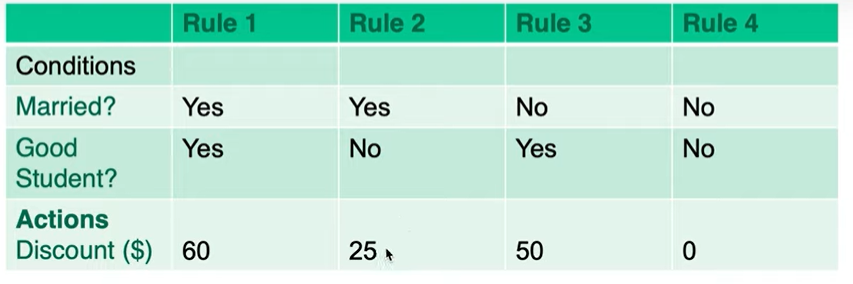 Rule 1 Rule 2 Rule 3 Rule 4
Conditions
Married? Yes Yes No No
Good Yes No Yes No
Student?
Actions
Discount ($) 60 25 50 0